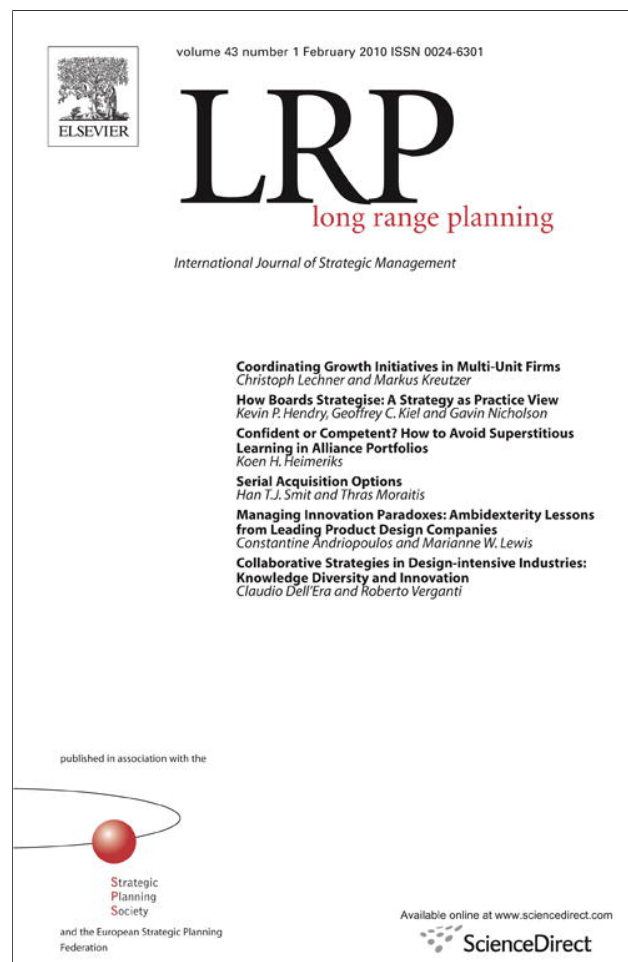 volume 43 number 1 February 2010 ISSN 0024-6301
ELSEVIER
LRP
long range planning
International Journal of Strategic Management
Coordinating Growth Initiatives in Multi-Unit Firms
Christoph Lechner and Markus Kreutzer
How Boards Strategise: A Strategy as Practice View
Kevin P. Hendry, Geoffrey C. Kiel and Gavin Nicholson
Confident or Competent? How to Avoid Superstitious
Learning in Alliance Portfolios
Koen H. Heimeriks
Serial Acquisition Options
Han T.J. Smit and Thras Moraitis
Managing Innovation Paradoxes: Ambidexterity Lessons
from Leading Product Design Companies
Constantine Andriopoulos and Marianne W. Lewis
Collaborative Strategies in Design-intensive Industries:
Knowledge Diversity and Innovation
Claudio Dell'Era and Roberto Verganti
published in association with the
Strategic
Planning
Society
and the European Strategic Planning
Federation
Available online at www.sciencedirect.com
ScienceDirect